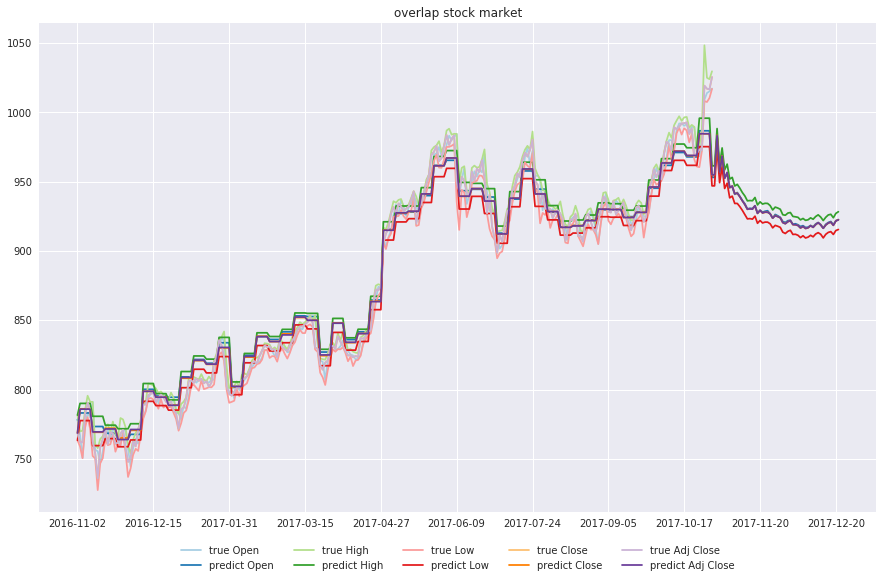 overlap stock market
1050
1000
950
900
850
800
750
2016-11-02 2016-12-15 2017-01-31 2017-03-15 2017-04-27 2017-06-09 2017-07-24 2017-09-05 2017-10-17 2017-11-20 2017-12-20
true Open true High true Low true Close true Adj Close
predict Open predict High predict Low predict Close predict Adj Close